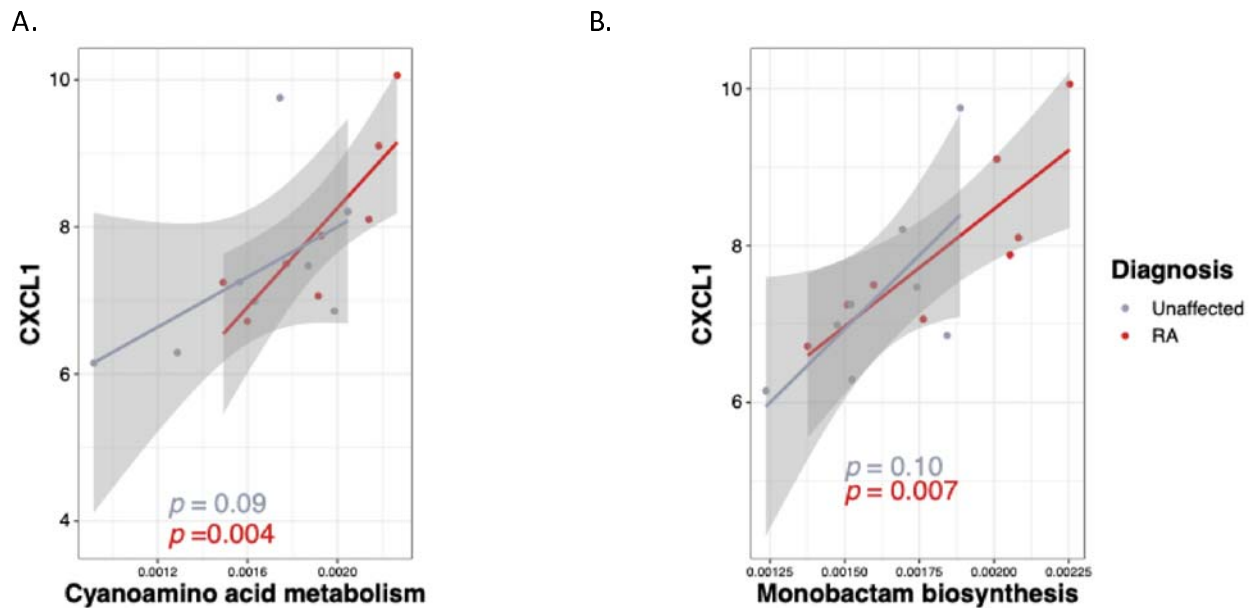 A.
10
8
6
4
CXCL1
p = 0.09
p =0.004
0.0012 0.0016 0.0020
Cyanoamino acid metabolism
B.
10
8
6
CXCL1
p = 0.10
p = 0.007
0.00125 0.00150 0.00175 0.00200 0.00225
Monobactam biosynthesis
Diagnosis
Unaffected
RA